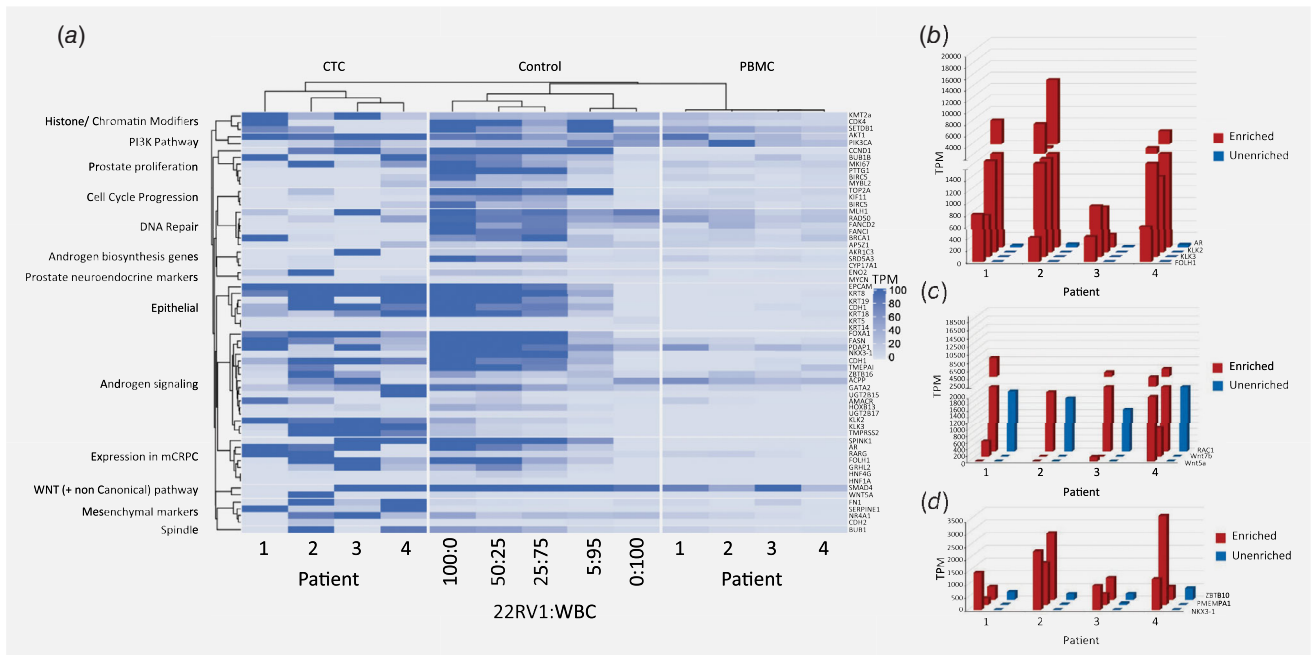 (a)
CTC
Control
PBMC
Histone/ Chromatin Modifiers
PI3K Pathway
Prostate proliferation
Cell Cycle Progression
DNA Repair
Androgen biosynthesis genes
Prostate neuroendocrine markers
Epithelial
Androgen signaling
Expression in mCRPC
WNT (+ non Canonical) pathway
Mesenchymal markers
Spindle
KMT2a
CDK4
SETDB1
AKT1
PIK3CA
CCND1
BUB1B
MKI67
PTTG1
BIRC5
MYBL2
TOP2A
KIF11
BIRC5
MLH1
RAD50
FANCD2
FANCI
BRCA1
AP5Z1
AKR1C3
SRD5A3
CYP17A1
ENO2
MYCN
EPCAM
KRT8
KRT19
CDH1
KRT18
KRT5
KRT14
FOXA1
FASN
PDAP1
NKX3-1
CDH1
TMEPAI
ZBTB16
ACPP
GATA2
UGT2B15
AMACR
HOXB13
UGT2B17
KLK2
KLK3
TMPRSS2
SPINK1
AR
RARG
FOLH1
GRHL2
HNF4G
HNF1A
SMAD4
WNT5A
FN1
SERPINE1
NR4A1
CDH2
BUR1
TPM
100
80
60
40
20
0
1 2 3 4
Patient
100:0 50:25 25:75 5:95 0:100
22RV1:WBC
1 2 3 4
Patient
(b)
20000
18000
16000
14000
12000
10000
8000
6000
4000
2000
1400
1200
1000
800
600
400
200
0
TPM
Enriched
Unenriched
AR
KLK2
KLK3
FOLH1
1 2 3 4
Patient
(c)
18500
16500
14500
12500
10500
8500
6500
4500
2500
2000
1800
1600
1400
1200
1000
800
600
400
200
0
TPM
Enriched
Unenriched
RAC1
Wnt7b
Wnt5a
1 2 3 4
Patient
(d)
3500
3000
2500
2000
1500
1000
500
0
TPM
Enriched
Unenriched
ZBTB10
PMEMPA1
NKX3-1
1 2 3 4
Patient